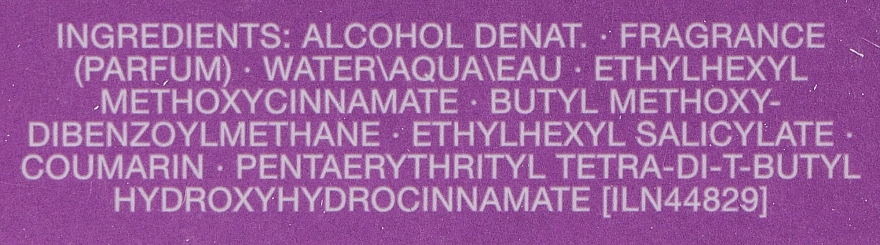 INGREDIENTS: ALCOHOL DENAT. · FRAGRANCE
(PARFUM) · WATER\AQUA\EAU · ETHYLHEXYL
METHOXYCINNAMATE · BUTYL METHOXY-
DIBENZOYLMETHANE · ETHYLHEXYL SALICYLATE ·
COUMARIN · PENTAERYTHRITYL TETRA-DI-T-BUTYL
HYDROXYHYDROCINNAMATE [ILN44829]